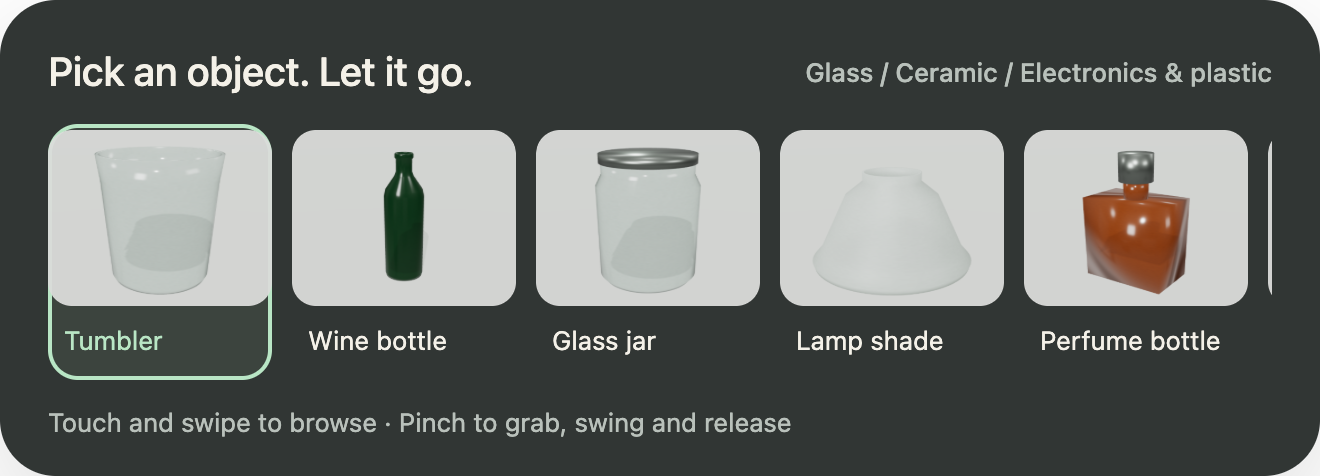 Pick an object. Let it go.
Glass / Ceramic / Electronics & plastic
Tumbler
Wine bottle
Glass jar
Lamp shade
Perfume bottle
Touch and swipe to browse · Pinch to grab, swing and release